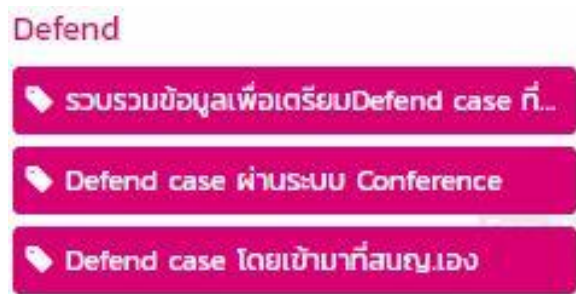 Defend
รวบรวมข้อมูลเพื่อเตรียมDefend case ที่...
Defend case ผ่านระบบ Conference
Defend case โดยเข้ามาที่สนญ.เอง